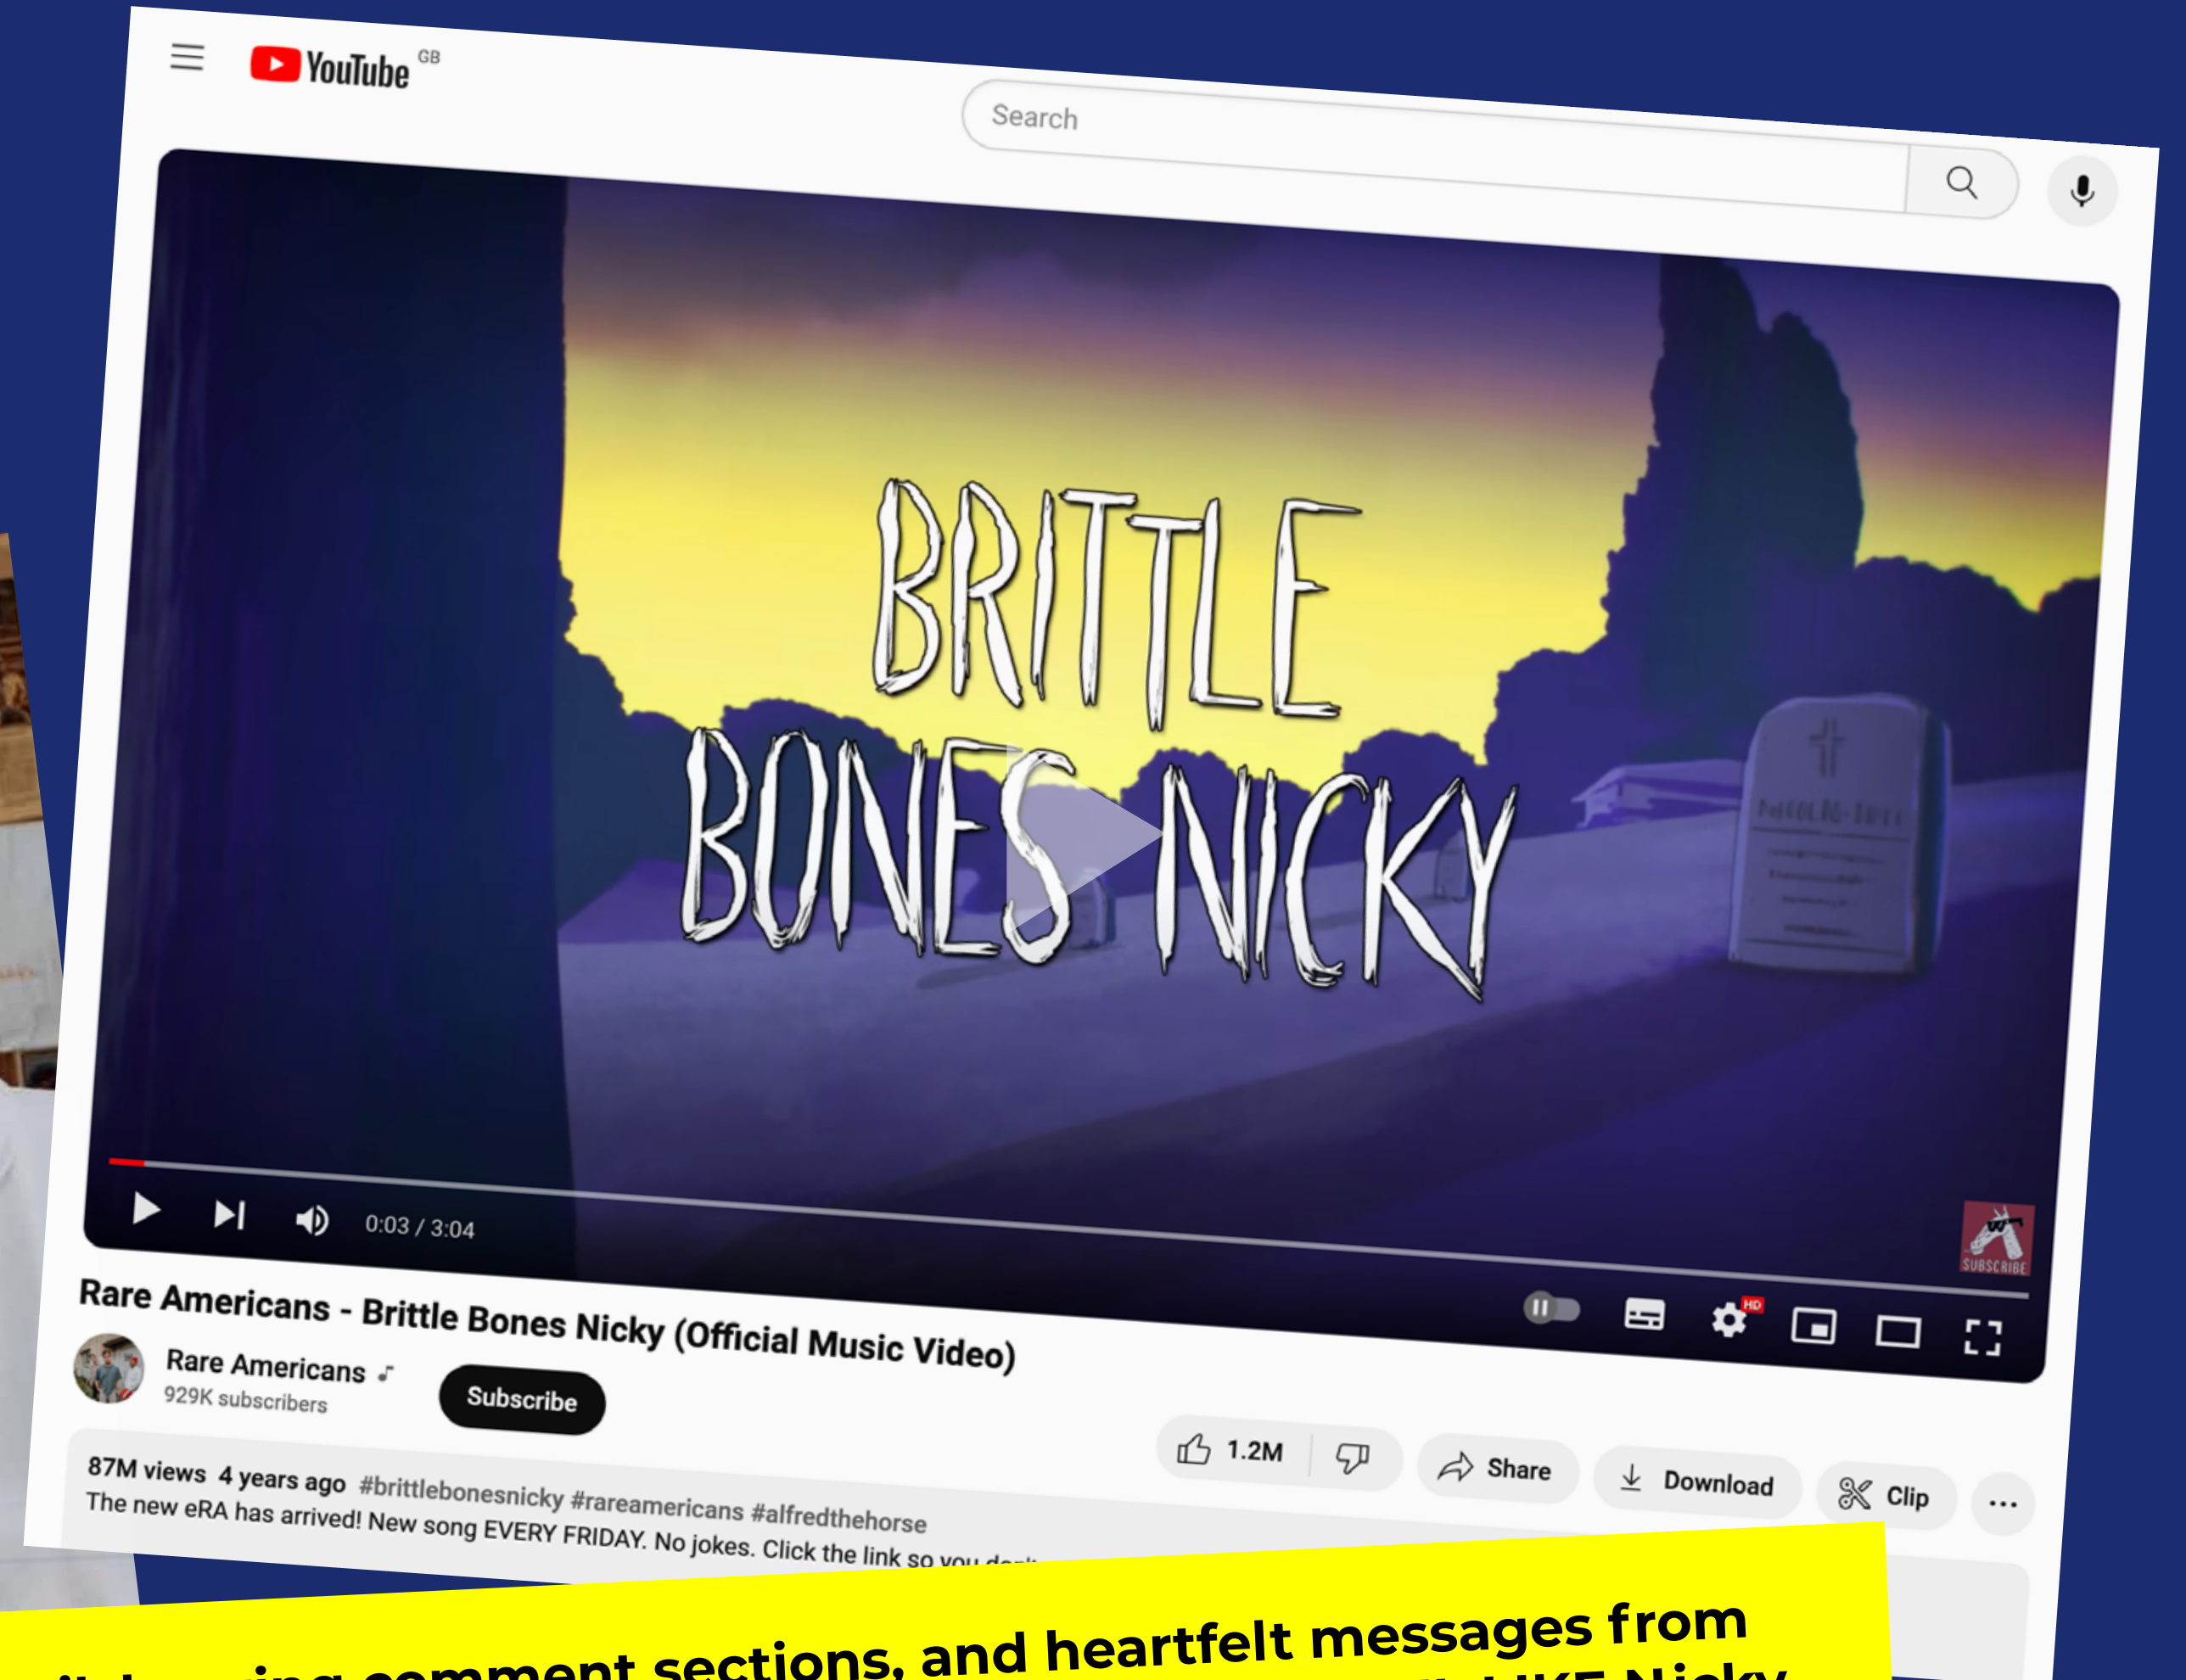 YouTube GB
Search
BRITTLE
BONES NICKY
0:03 / 3:04
HD
SUBSCRIBE
Rare Americans - Brittle Bones Nicky (Official Music Video)
Rare Americans
929K subscribers
Subscribe
1.2M
Share
Download
Clip
87M views 4 years ago #brittlebonesnicky #rareamericans #alfredthehorse
The new eRA has arrived! New song EVERY FRIDAY. No jokes. Click the link so you don't
comment sections, and heartfelt messages from
LIKE Nicky